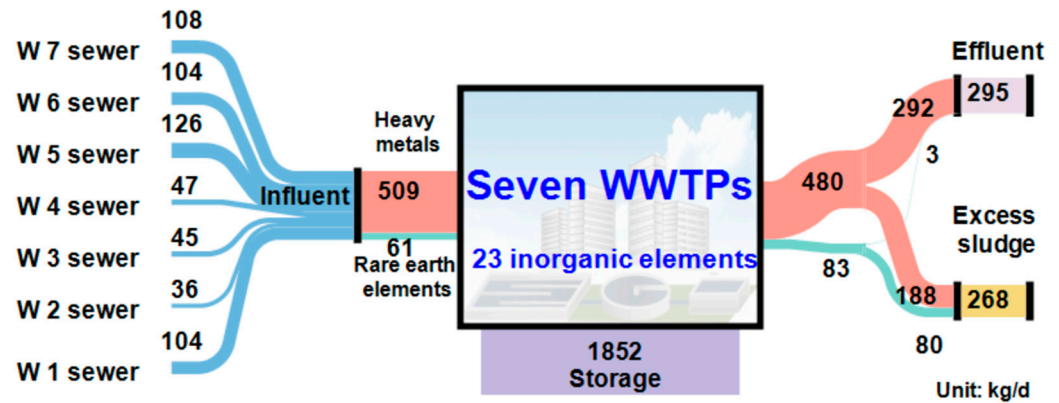 108
W 7 sewer
104
W 6 sewer
126
W 5 sewer
47
W 4 sewer
45
W 3 sewer
36
W 2 sewer
104
W 1 sewer
Influent
Heavy
metals
509
61
Rare earth
elements
Seven WWTPs
23 inorganic elements
1852
Storage
480
83
292
3
188
80
Effluent
295
Excess
sludge
268
Unit: kg/d